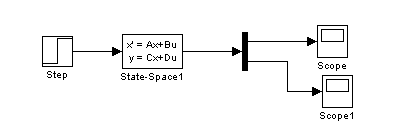 x' = Ax+Bu
y = Cx+Du
Step
State-Space1
Scope
Scope1